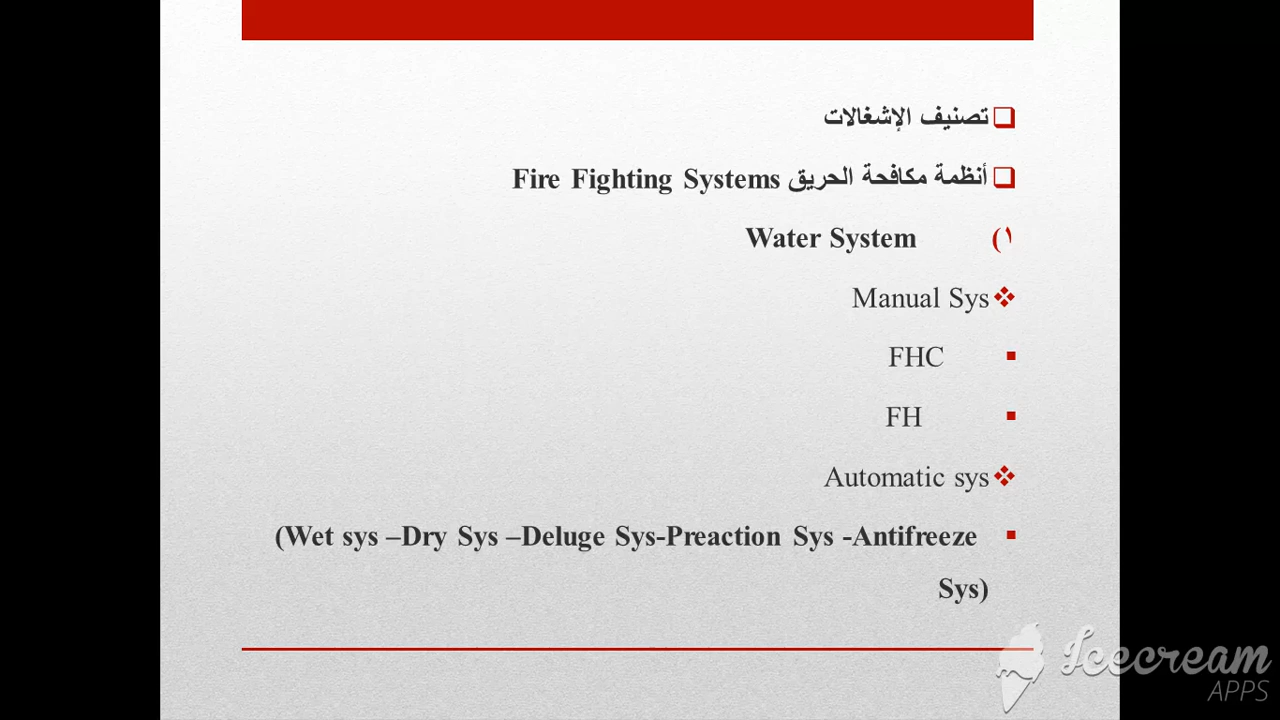 ❑ تصنيف الإشغالات
❑ أنظمة مكافحة الحريق Fire Fighting Systems
١) Water System
❖ Manual Sys
▪ FHC
▪ FH
❖ Automatic sys
▪ (Wet sys –Dry Sys –Deluge Sys-Preaction Sys -Antifreeze
Sys)
Icecream
APPS